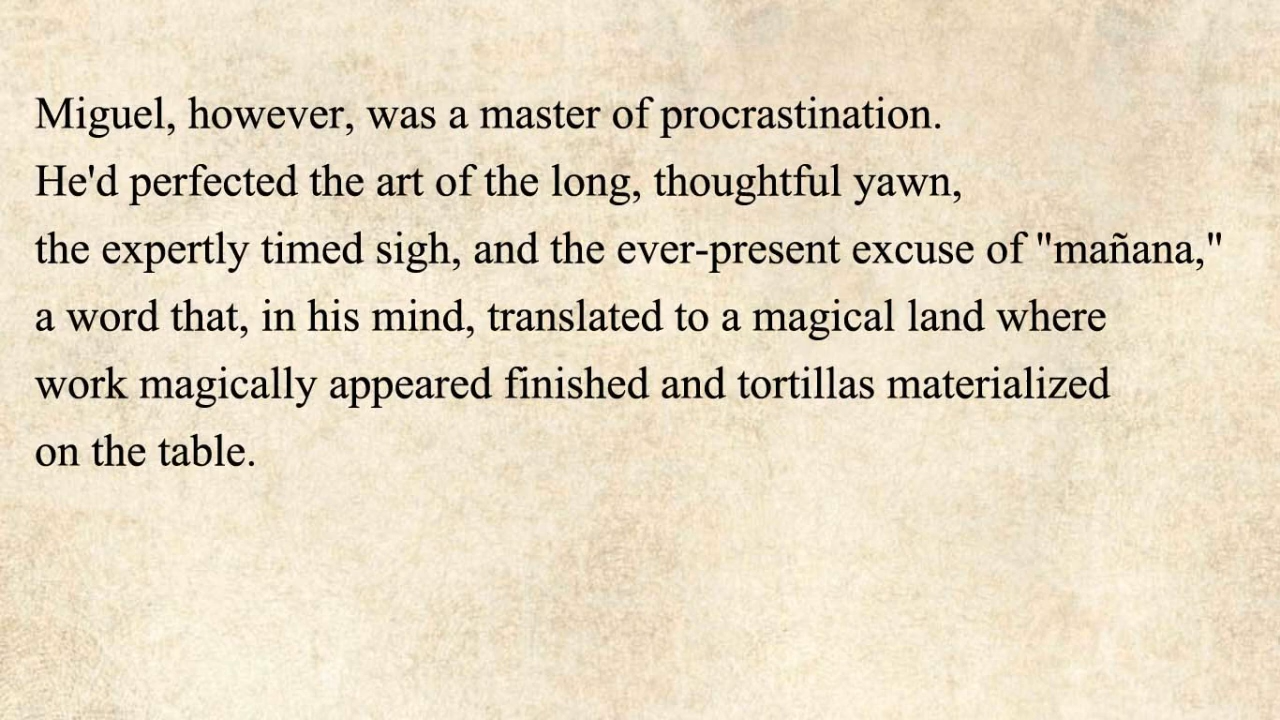 Miguel, however, was a master of procrastination.
He'd perfected the art of the long, thoughtful yawn,
the expertly timed sigh, and the ever-present excuse of "mañana,"
a word that, in his mind, translated to a magical land where
work magically appeared finished and tortillas materialized
on the table.